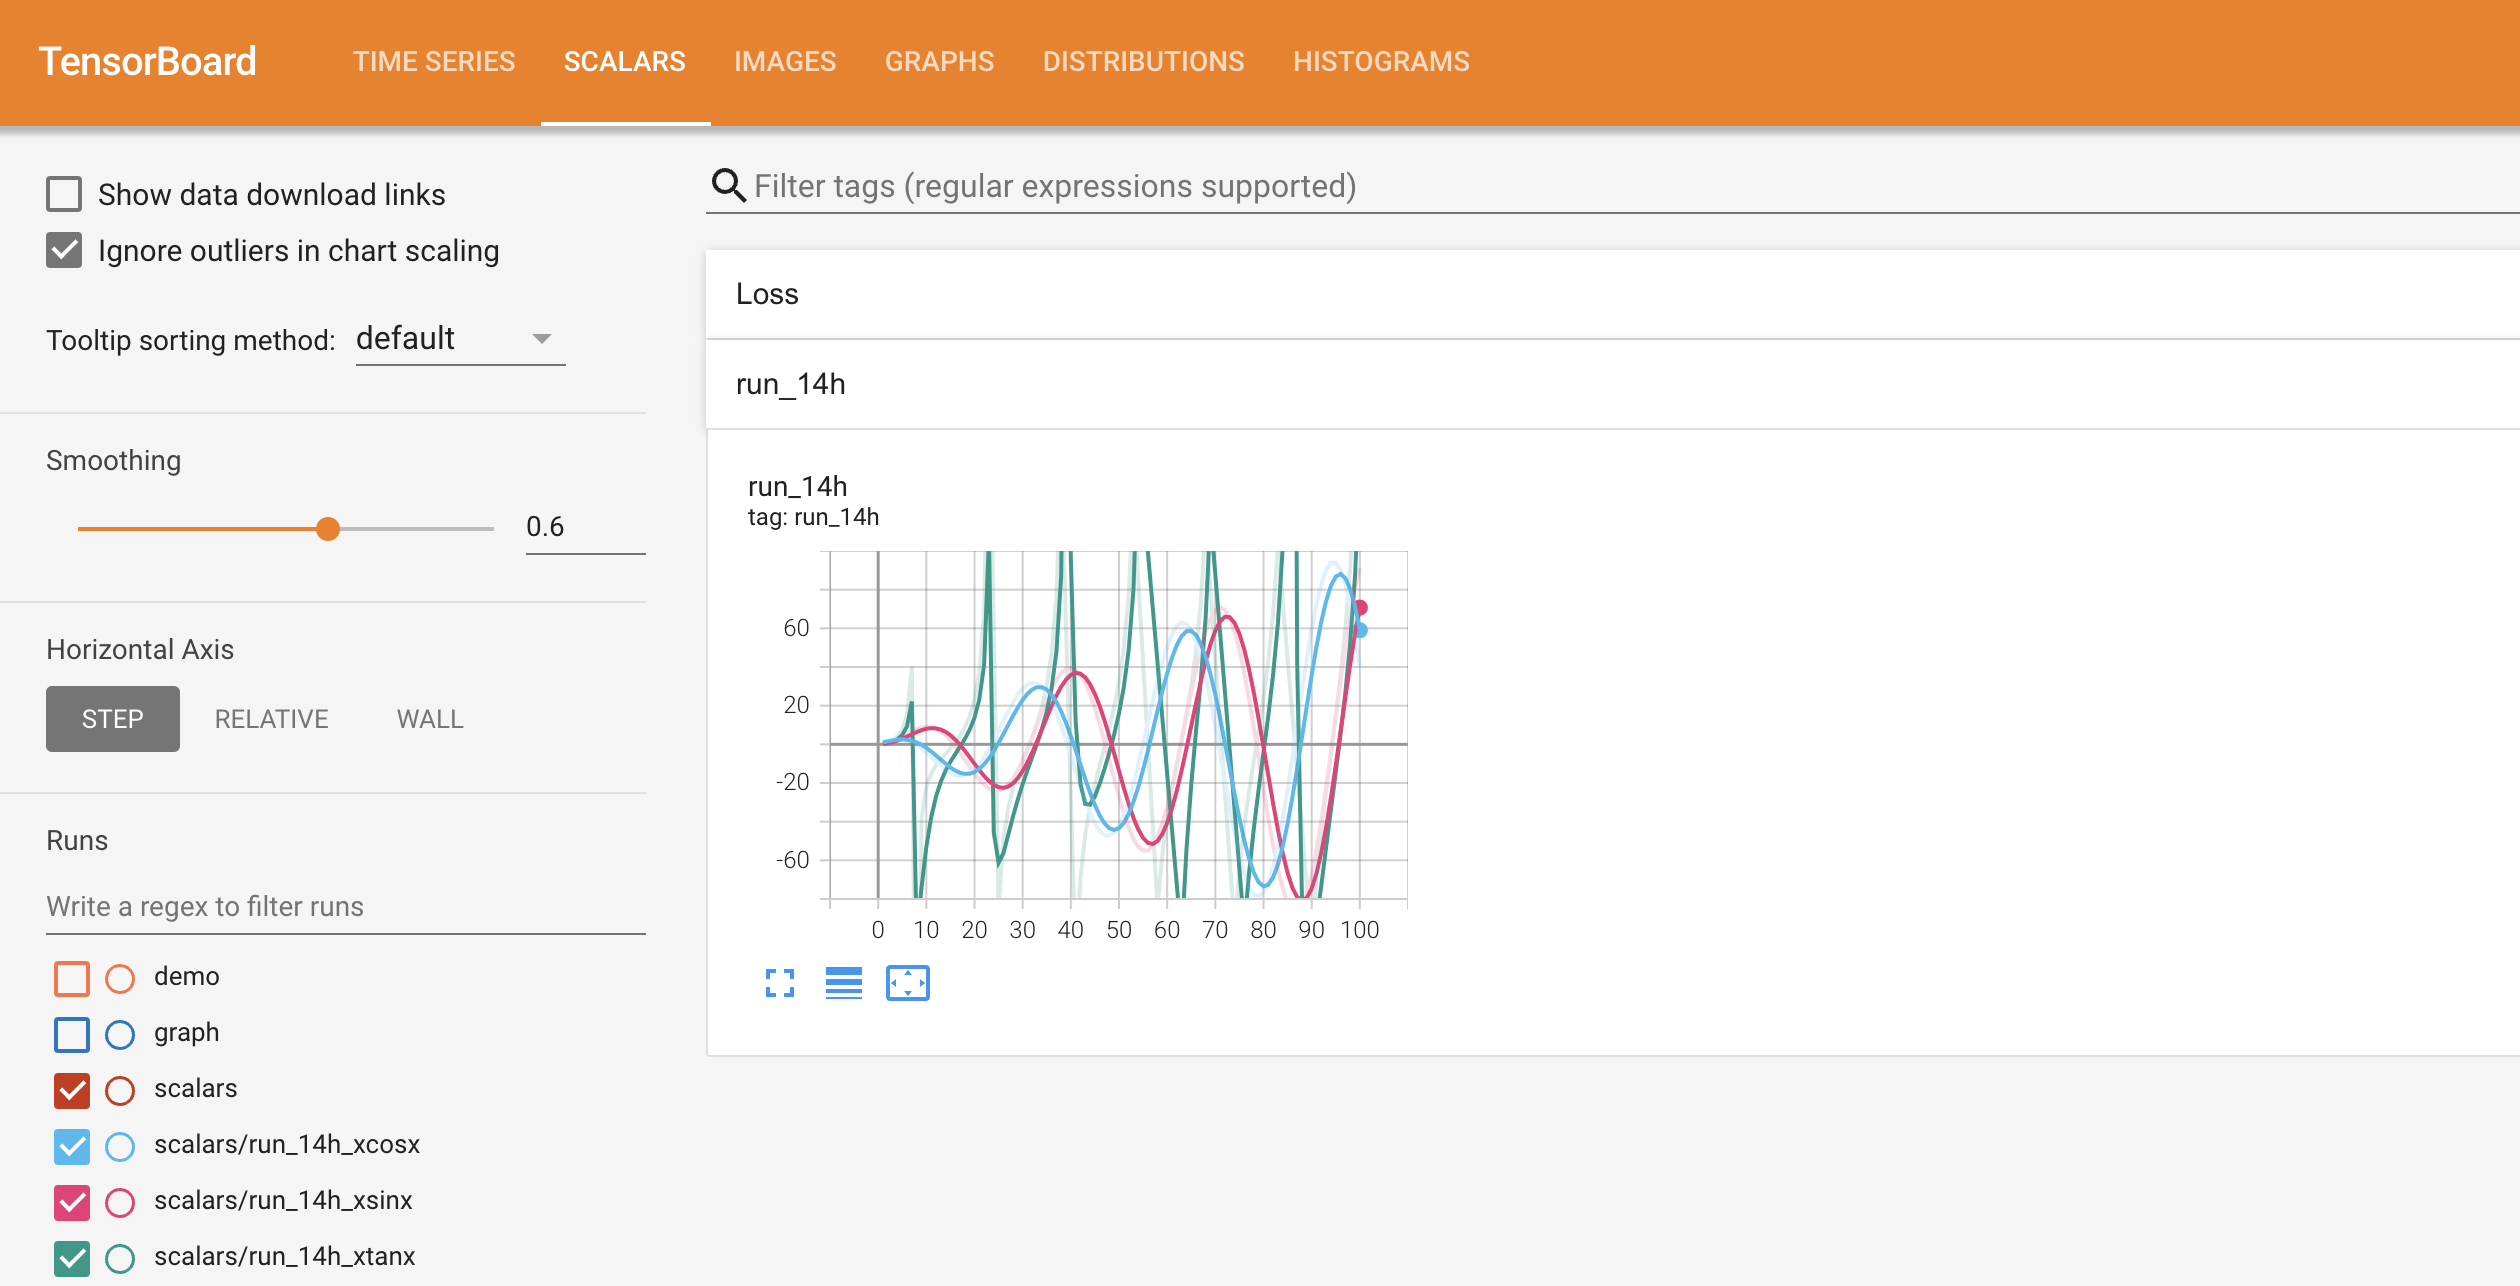 TensorBoard TIME SERIES SCALARS IMAGES GRAPHS DISTRIBUTIONS HISTOGRAMS
Show data download links
Ignore outliers in chart scaling
Tooltip sorting method: default
Smoothing
0.6
Horizontal Axis
STEP RELATIVE WALL
Runs
Write a regex to filter runs
demo
graph
scalars
scalars/run_14h_xcosx
scalars/run_14h_xsinx
scalars/run_14h_xtanx
Filter tags (regular expressions supported)
Loss
run_14h
run_14h
tag: run_14h
60
20
-20
-60
0 10 20 30 40 50 60 70 80 90 100